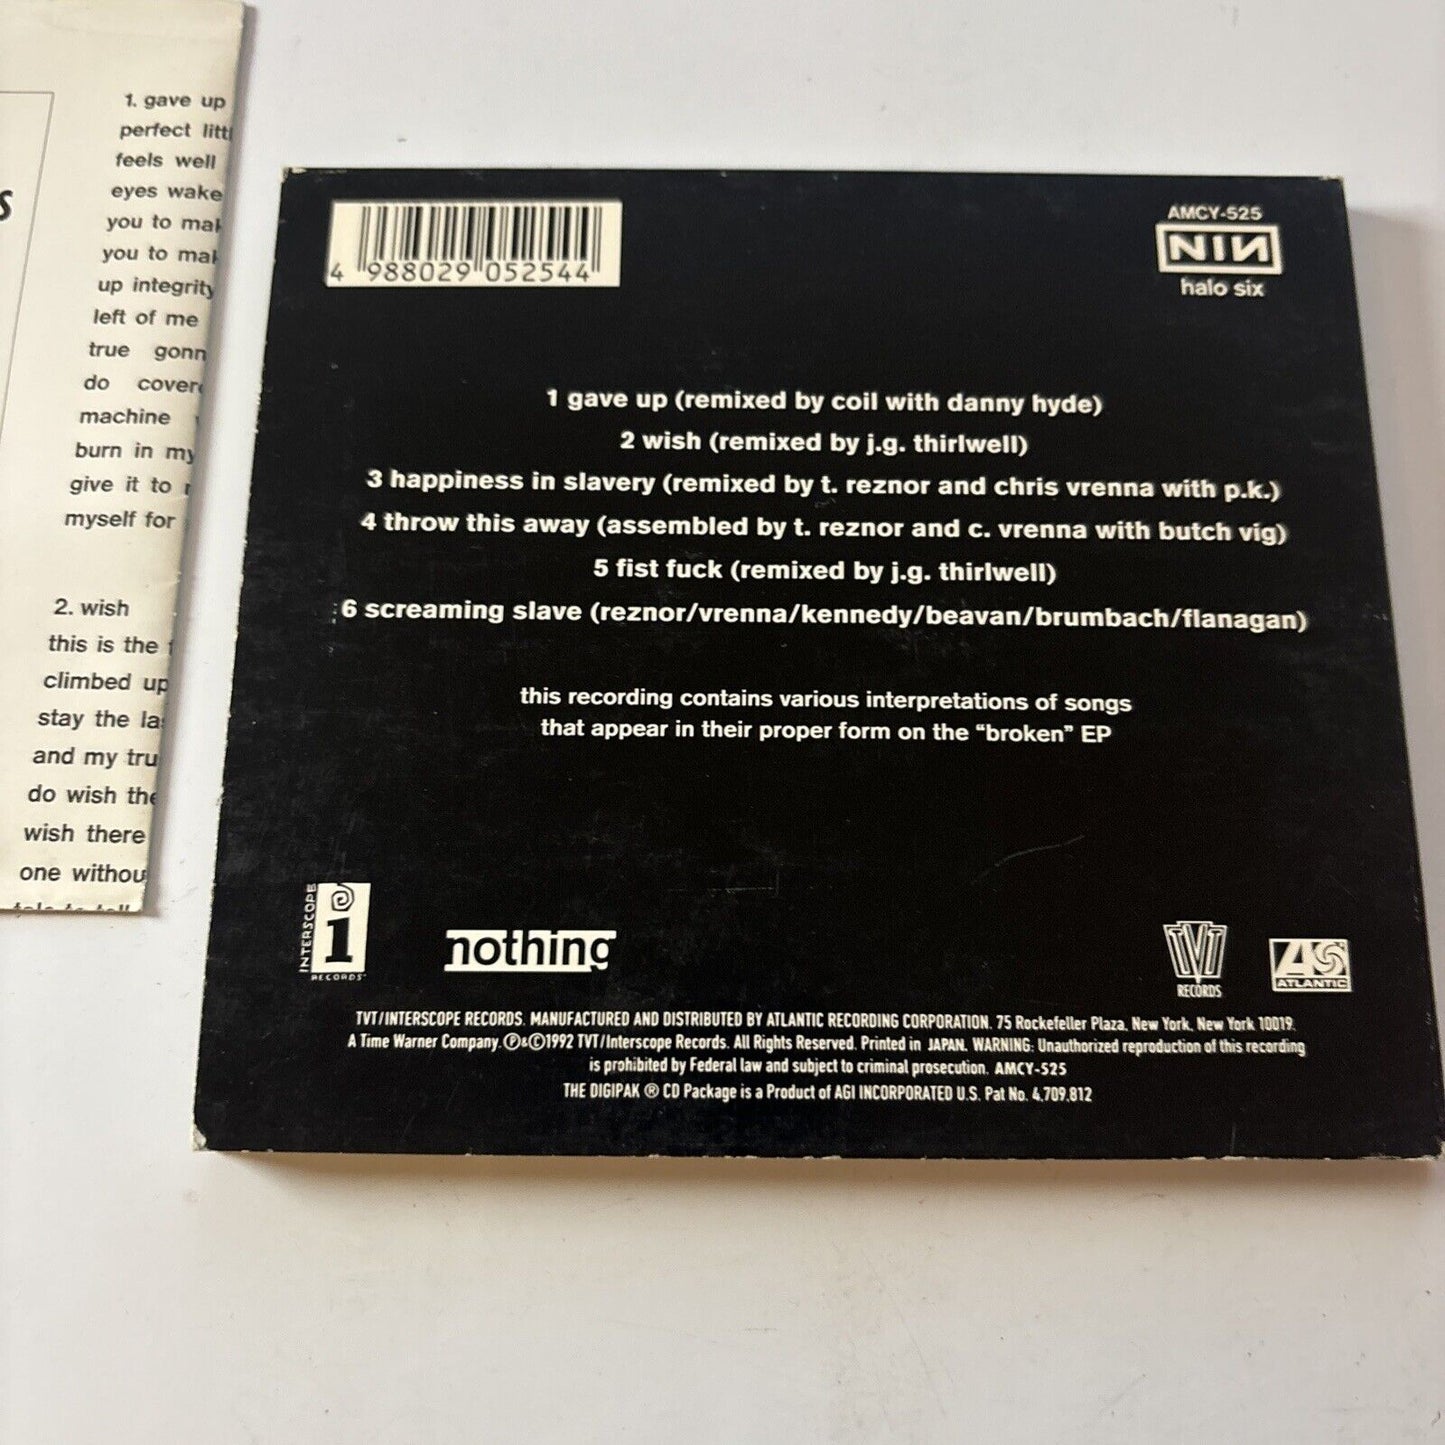 s
1. gave up
perfect littl
feels well
eyes wake
you to mak
you to mak
up integrity
left of me
true gonn
do covere
machine
burn in my
give it to
myself for
2. wish
this is the
climbed up
stay the la
and my tru
do wish the
wish there
one withou
AMCY-525
NIN
halo six
4 988029 052544
1 gave up (remixed by coil with danny hyde)
2 wish (remixed by j.g. thirlwell)
3 happiness in slavery (remixed by t. reznor and chris vrenna with p.k.)
4 throw this away (assembled by t. reznor and c. vrenna with butch vig)
5 fist fuck (remixed by j.g. thirlwell)
6 screaming slave (reznor/vrenna/kennedy/beavan/brumbach/flanagan)
this recording contains various interpretations of songs
that appear in their proper form on the “broken” EP
INTERSCOPE
i
RECORDS
nothing
TVT
RECORDS
ATLANTIC
TVT/INTERSCOPE RECORDS. MANUFACTURED AND DISTRIBUTED BY ATLANTIC RECORDING CORPORATION. 75 Rockefeller Plaza, New York, New York 10019.
A Time Warner Company. Ⓟ&©1992 TVT/Interscope Records. All Rights Reserved. Printed in JAPAN. WARNING: Unauthorized reproduction of this recording
is prohibited by Federal law and subject to criminal prosecution. AMCY-525
THE DIGIPAK ® CD Package is a Product of AGI INCORPORATED U.S. Pat No. 4,709,812